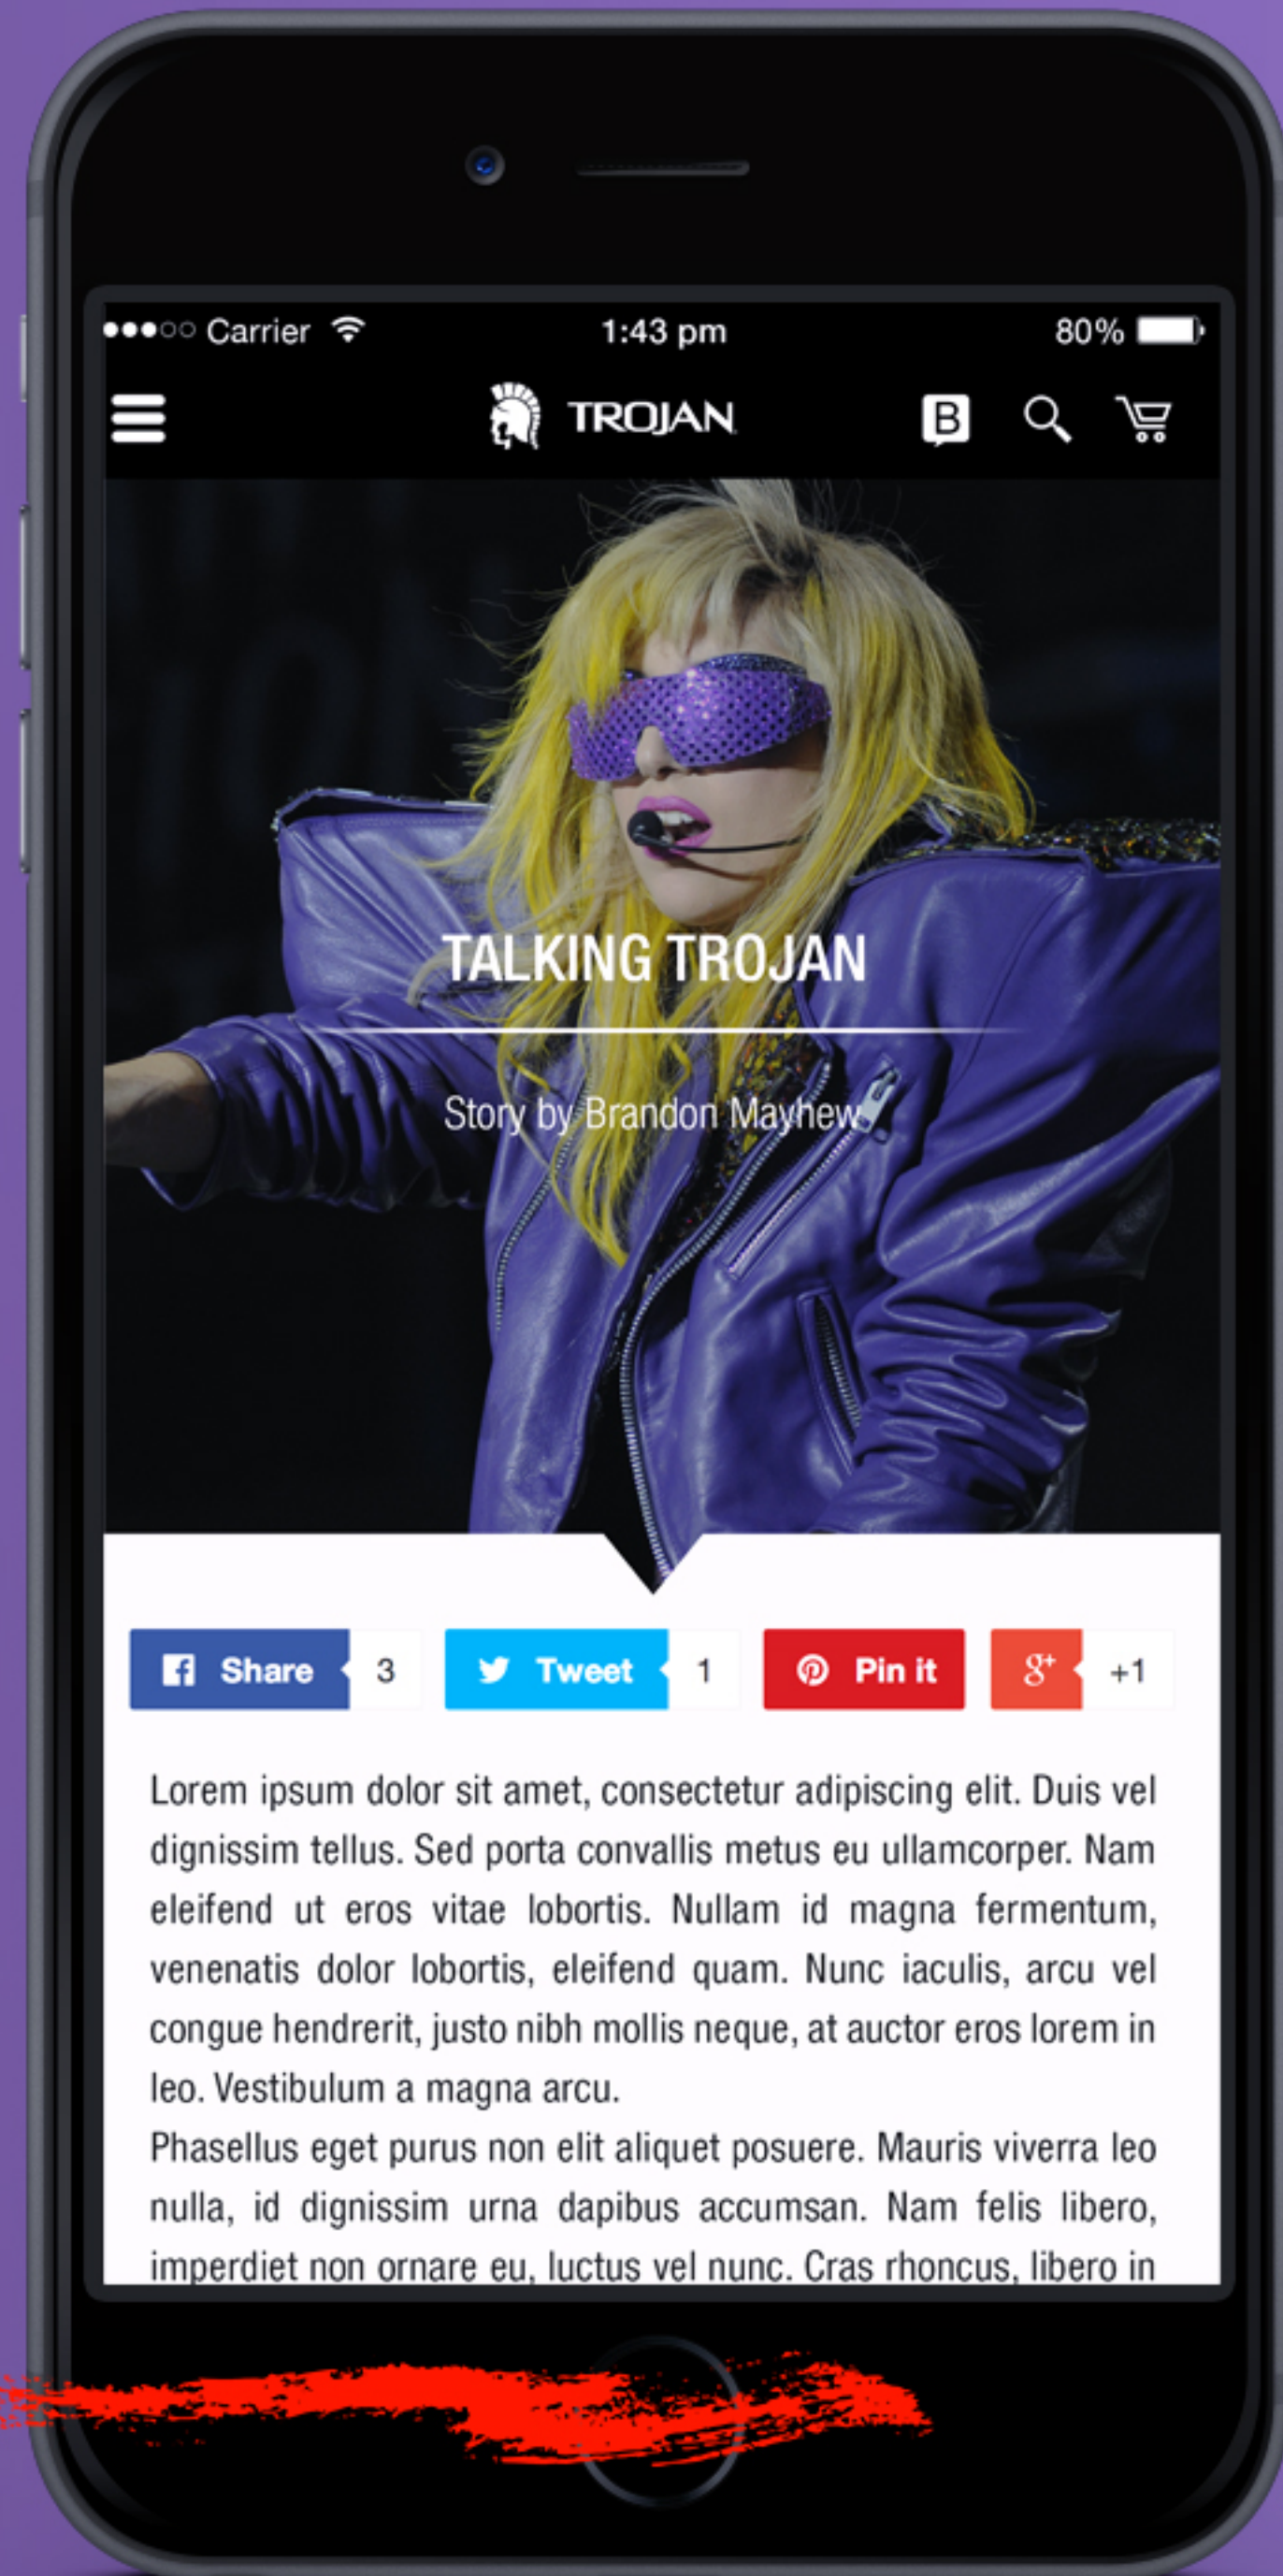 Carrier 1:43 pm 80%
TROJAN B
TALKING TROJAN
Story by Brandon Mayhew
Share 3 Tweet 1 Pin it g+ +1
Lorem ipsum dolor sit amet, consectetur adipiscing elit. Duis vel
dignissim tellus. Sed porta convallis metus eu ullamcorper. Nam
eleifend ut eros vitae lobortis. Nullam id magna fermentum,
venenatis dolor lobortis, eleifend quam. Nunc iaculis, arcu vel
congue hendrerit, justo nibh mollis neque, at auctor eros lorem in
leo. Vestibulum a magna arcu.
Phasellus eget purus non elit aliquet posuere. Mauris viverra leo
nulla, id dignissim urna dapibus accumsan. Nam felis libero,
imperdiet non ornare eu, luctus vel nunc. Cras rhoncus, libero in